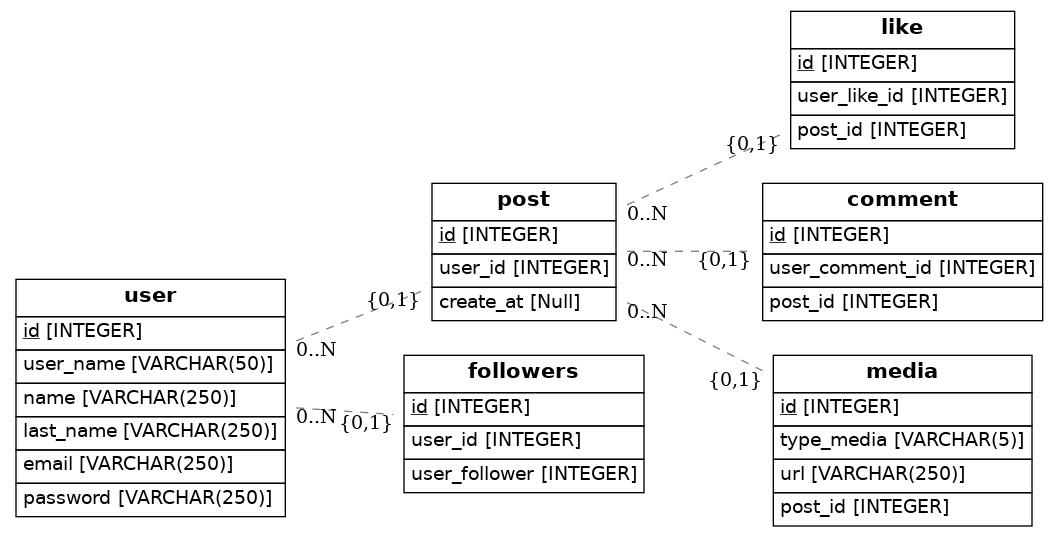 like
id [INTEGER]
user_like_id [INTEGER]
post_id [INTEGER]
{0,1}
0..N
post
id [INTEGER]
user_id [INTEGER]
create_at [Null]
comment
id [INTEGER]
user_comment_id [INTEGER]
post_id [INTEGER]
0..N
{0,1}
0..N
{0,1}
user
id [INTEGER]
user_name [VARCHAR(50)]
name [VARCHAR(250)]
last_name [VARCHAR(250)]
email [VARCHAR(250)]
password [VARCHAR(250)]
{0,1}
0..N
0..N
{0,1}
followers
id [INTEGER]
user_id [INTEGER]
user_follower [INTEGER]
media
id [INTEGER]
type_media [VARCHAR(5)]
url [VARCHAR(250)]
post_id [INTEGER]